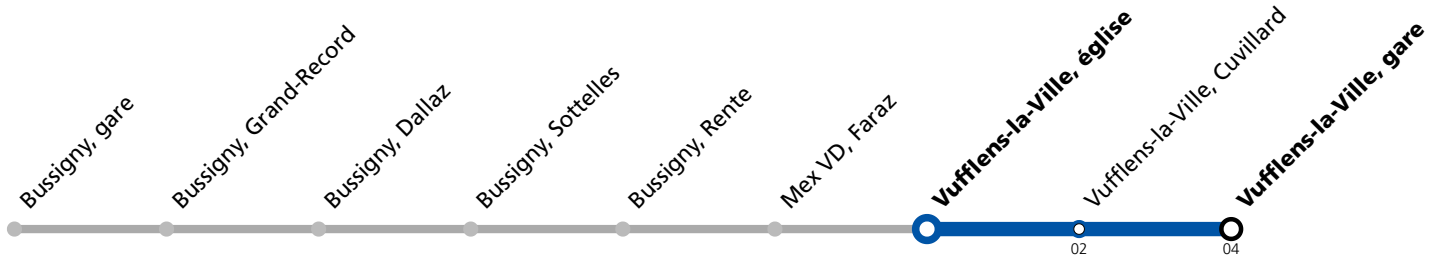 Bussigny, gare
Bussigny, Grand-Record
Bussigny, Dallaz
Bussigny, Sottelles
Bussigny, Rente
Mex VD, Faraz
Vufflens-la-Ville, église
Vufflens-la-Ville, Cuvillard
Vufflens-la-Ville, gare
02
04